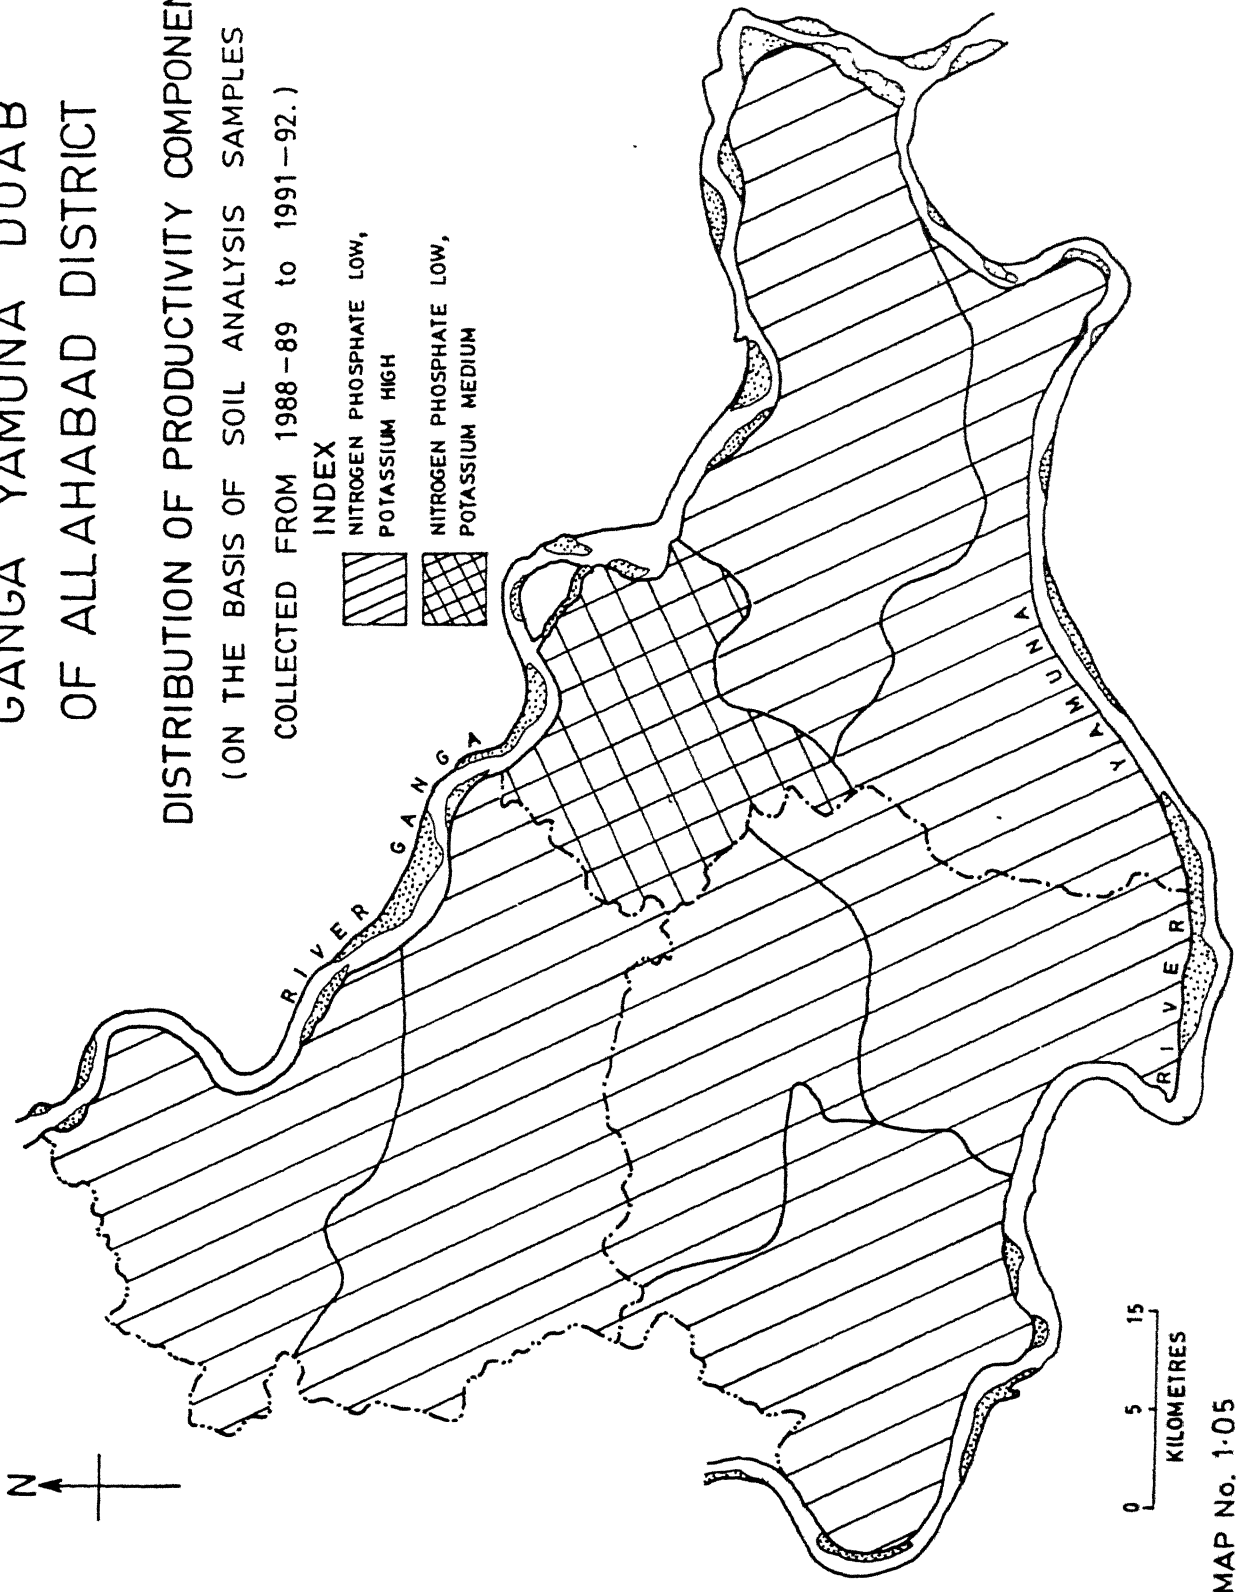 GANGA YAMUNA DOAB
OF ALLAHABAD DISTRICT
DISTRIBUTION OF PRODUCTIVITY COMPONEN
(ON THE BASIS OF SOIL ANALYSIS SAMPLES
COLLECTED FROM 1988-89 to 1991-92.)
INDEX
NITROGEN PHOSPHATE LOW,
POTASSIUM HIGH
NITROGEN PHOSPHATE LOW,
POTASSIUM MEDIUM
N
RIVER GANGA
RIVER YAMUNA
0 5 15
KILOMETRES
MAP No. 1·05